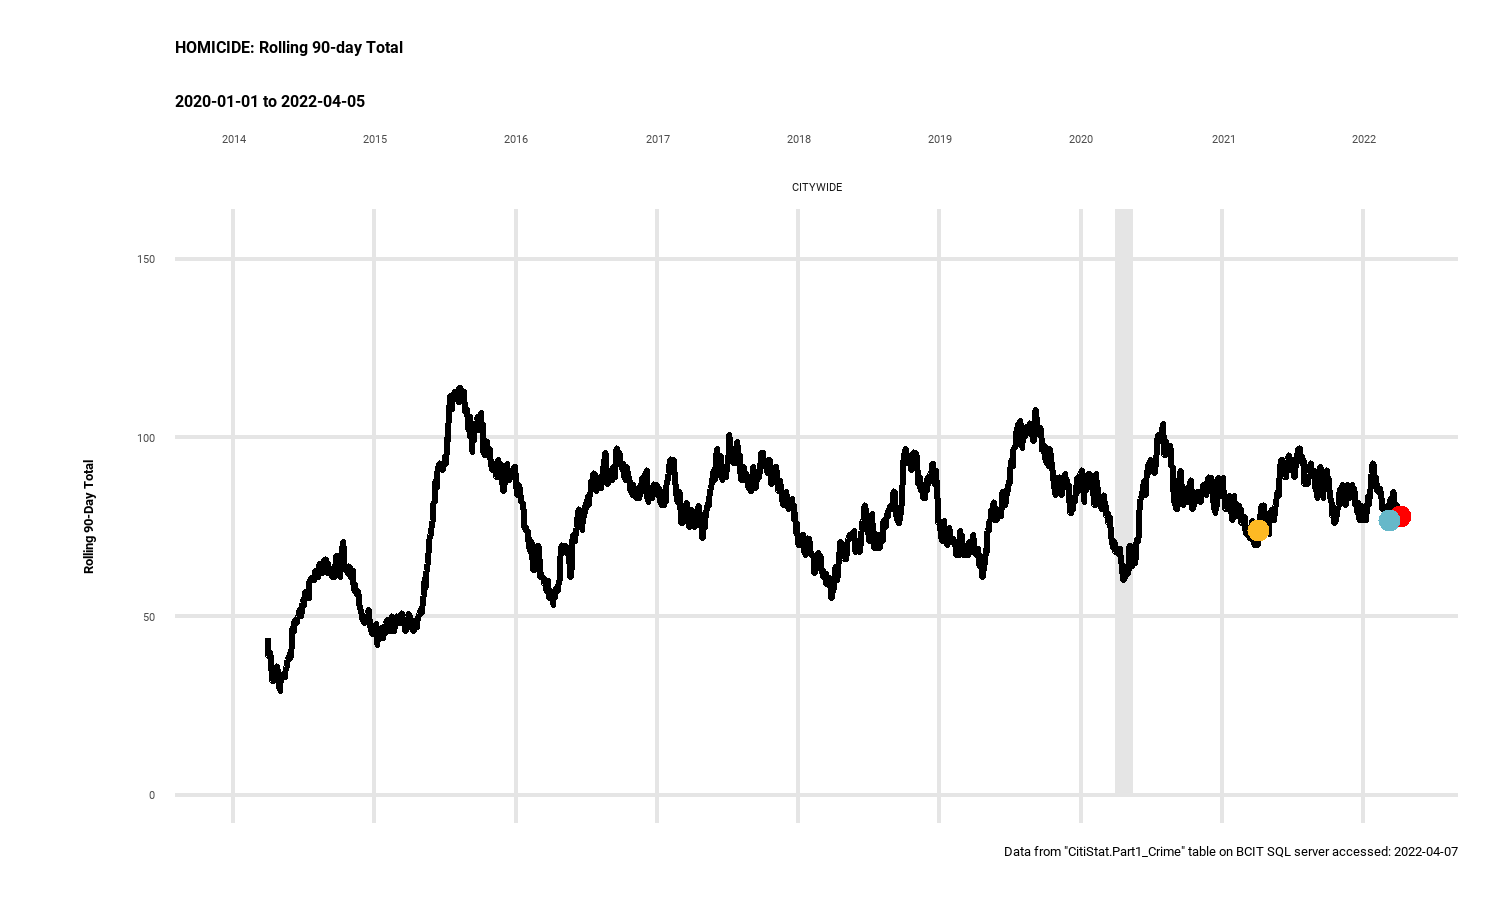 HOMICIDE: Rolling 90-day Total
2020-01-01 to 2022-04-05
2014 2015 2016 2017 2018 2019 2020 2021 2022
CITYWIDE
150
100
50
0
Rolling 90-Day Total
Data from "CitiStat.Part1_Crime" table on BCIT SQL server accessed: 2022-04-07